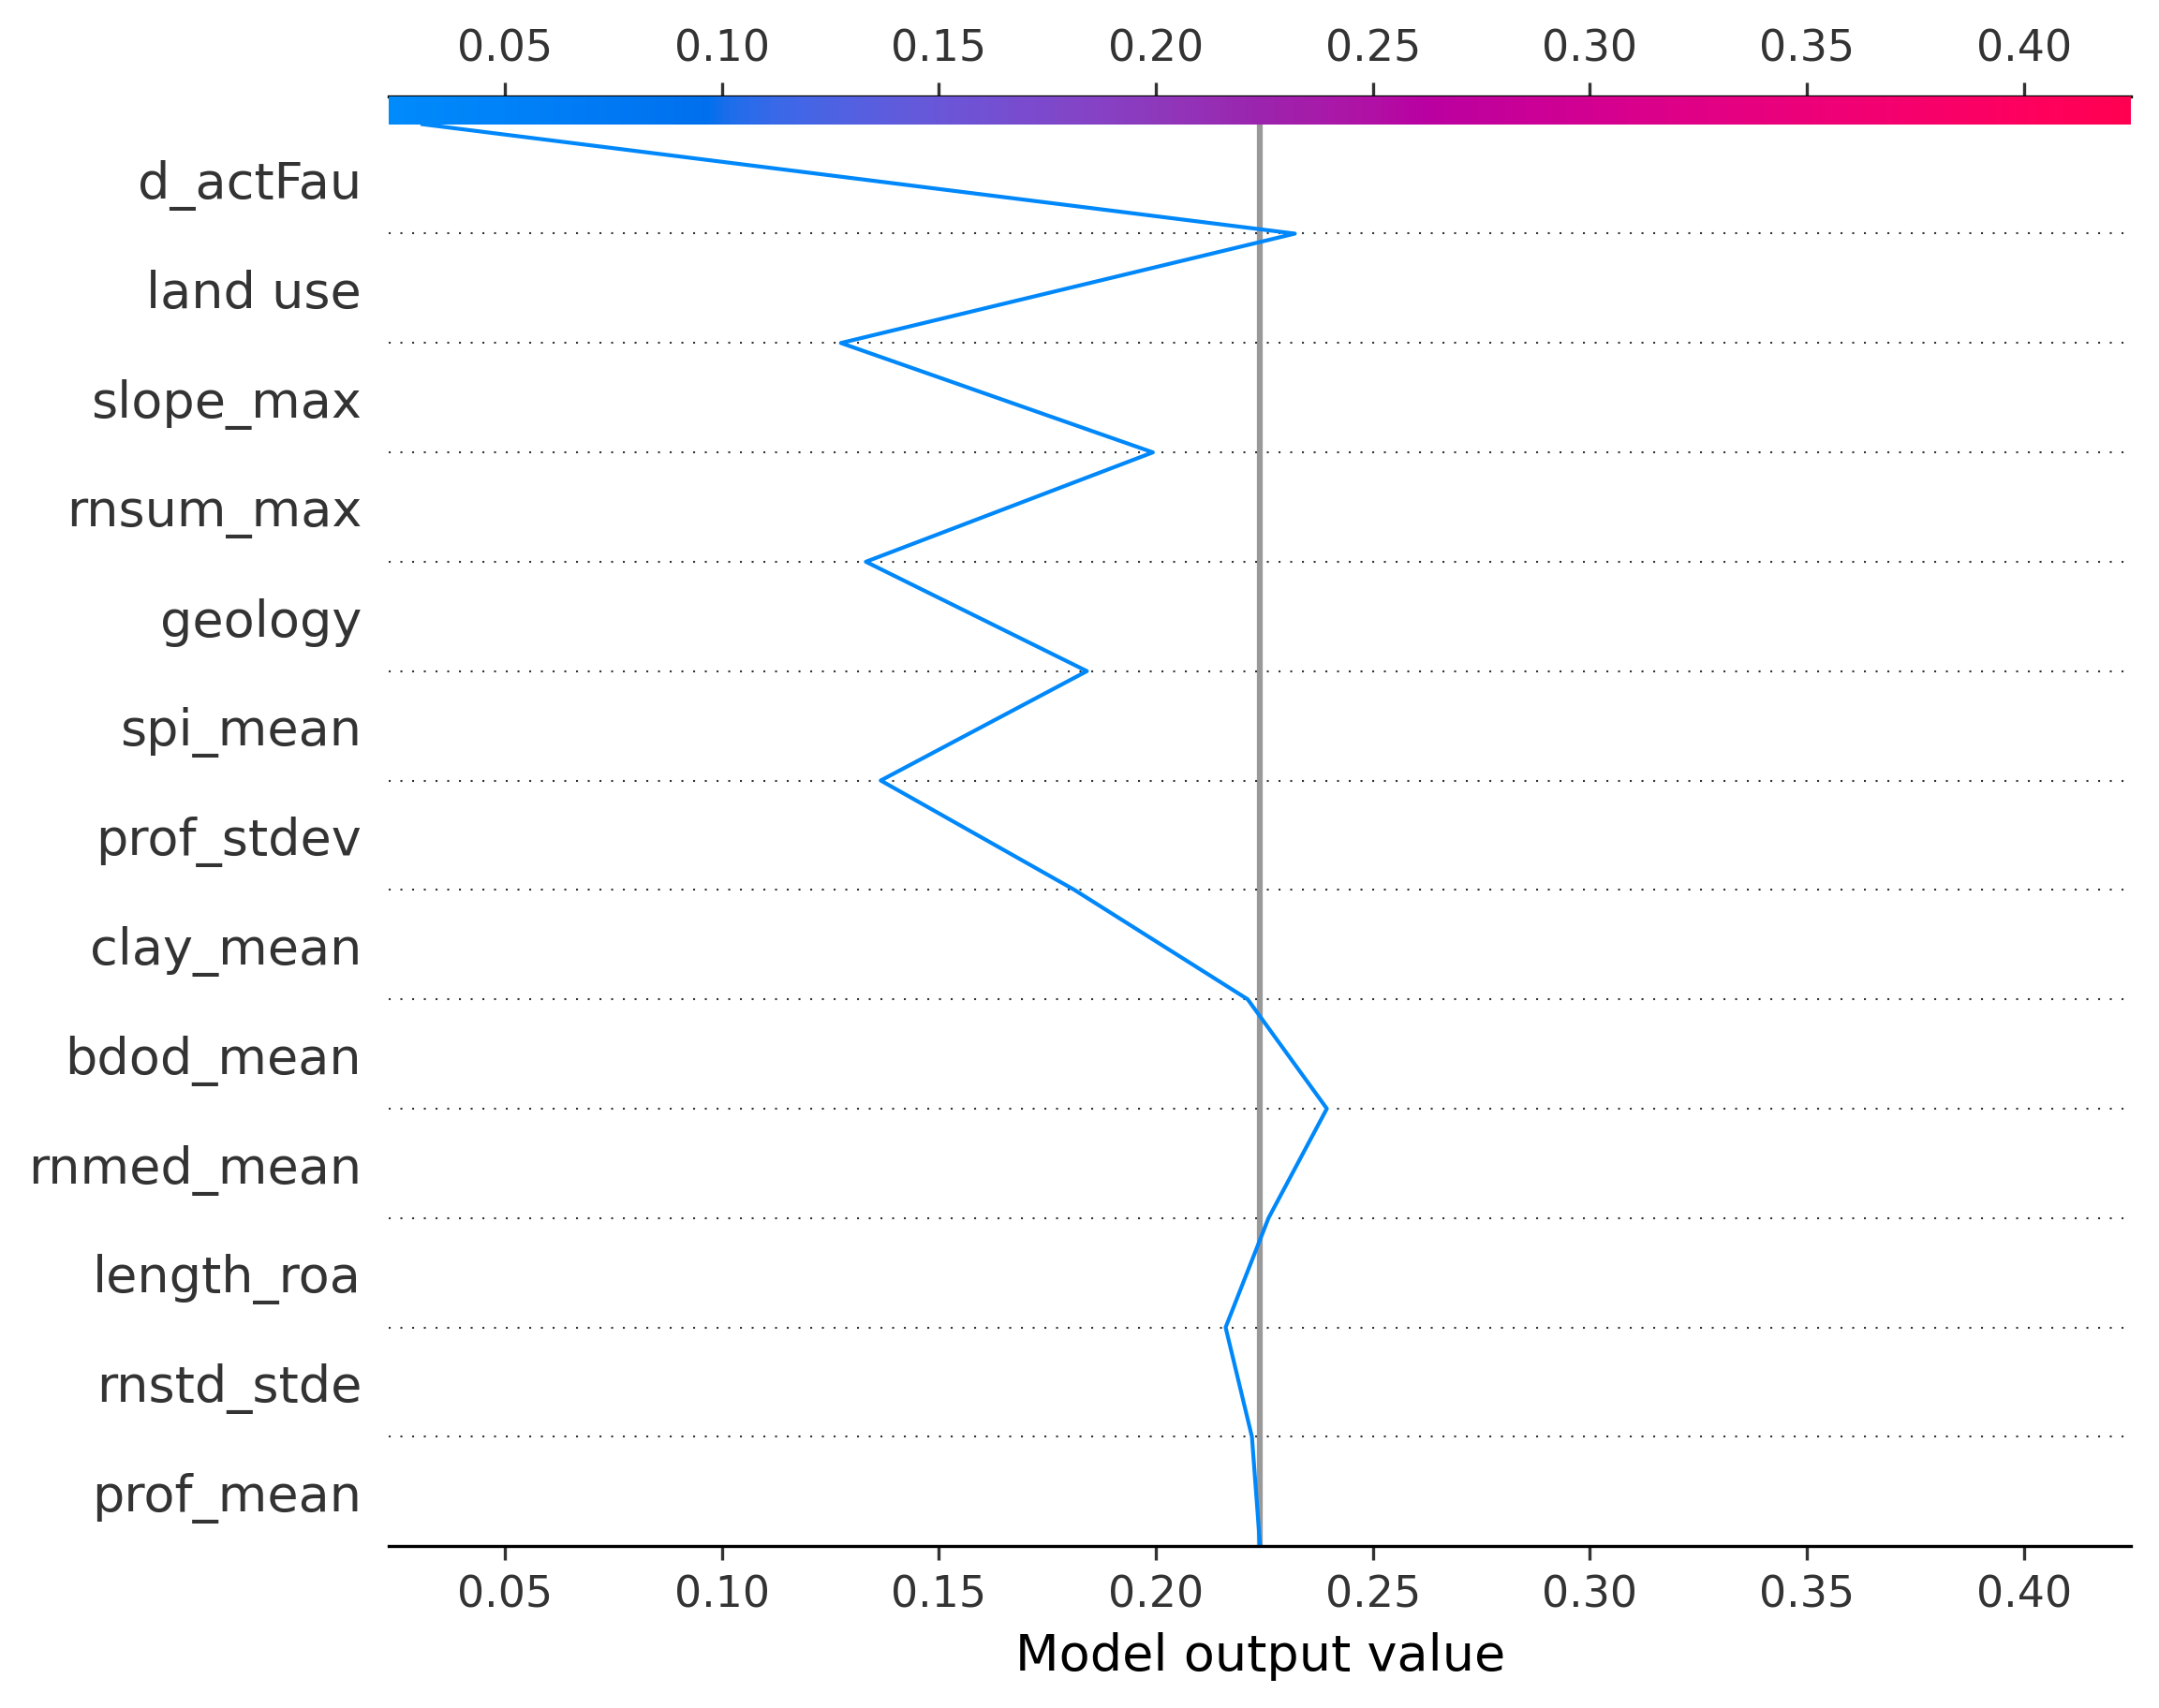 0.05 0.10 0.15 0.20 0.25 0.30 0.35 0.40
d_actFau
land use
slope_max
rnsum_max
geology
spi_mean
prof_stdev
clay_mean
bdod_mean
rnmed_mean
length_roa
rnstd_stde
prof_mean
0.05 0.10 0.15 0.20 0.25 0.30 0.35 0.40
Model output value